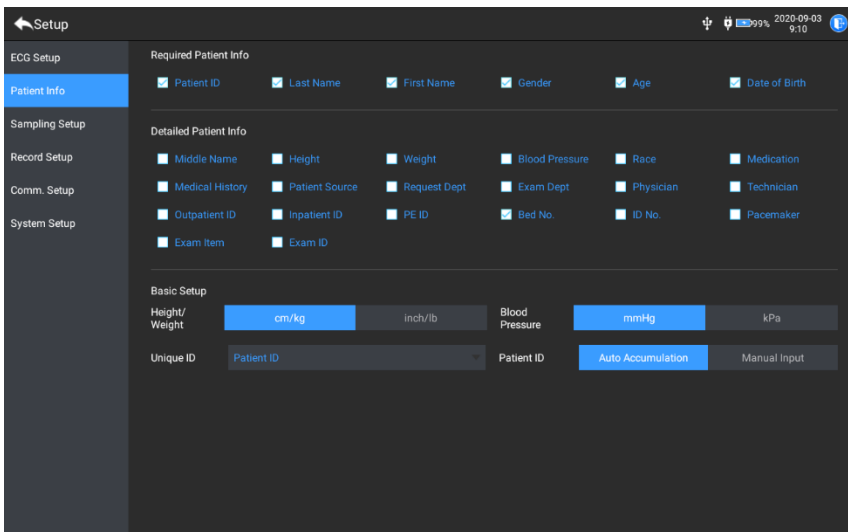 Setup 99% 2020-09-03
9:10
ECG Setup
Patient Info
Sampling Setup
Record Setup
Comm. Setup
System Setup
Required Patient Info
Patient ID Last Name First Name Gender Age Date of Birth
Detailed Patient Info
Middle Name Height Weight Blood Pressure Race Medication
Medical History Patient Source Request Dept Exam Dept Physician Technician
Outpatient ID Inpatient ID PE ID Bed No. ID No. Pacemaker
Exam Item Exam ID
Basic Setup
Height/
Weight cm/kg inch/lb
Blood
Pressure mmHg kPa
Unique ID Patient ID Patient ID Auto Accumulation Manual Input